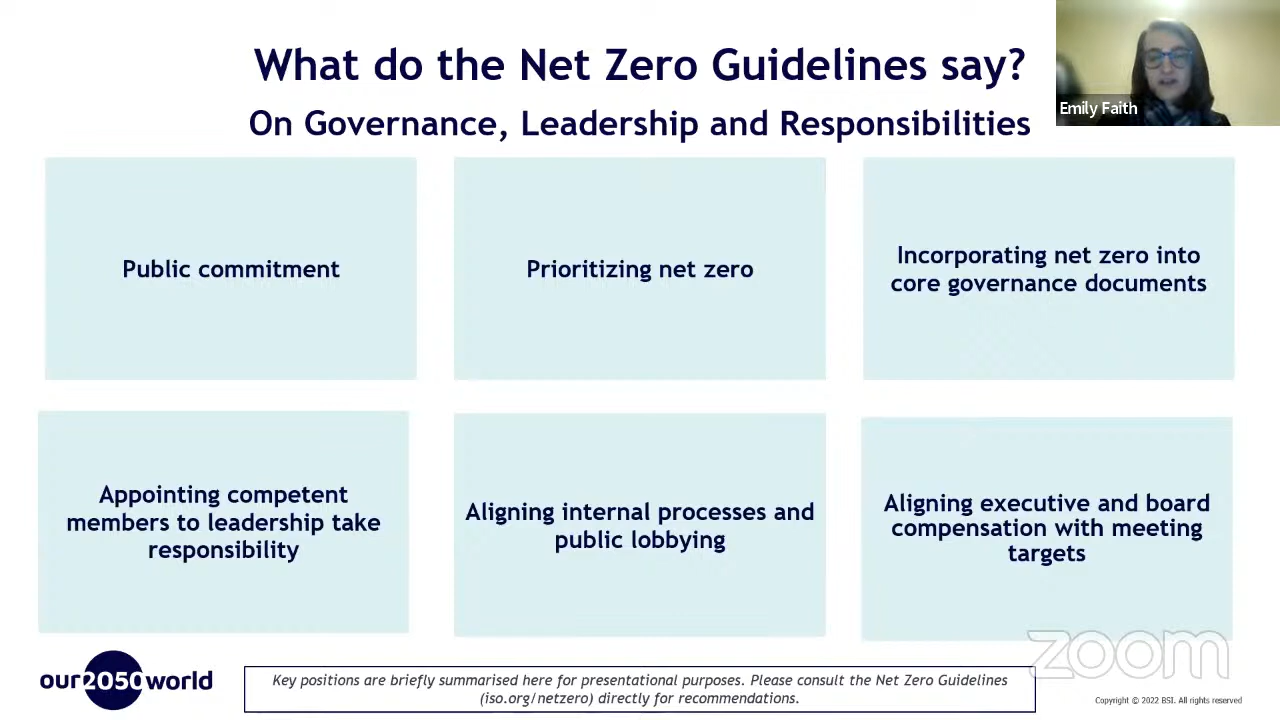 What do the Net Zero Guidelines say?
On Governance, Leadership and Responsibilities
Emily Faith
Public commitment
Prioritizing net zero
Incorporating net zero into
core governance documents
Appointing competent
members to leadership take
responsibility
Aligning internal processes and
public lobbying
Aligning executive and board
compensation with meeting
targets
zoom
our2050world
Key positions are briefly summarised here for presentational purposes. Please consult the Net Zero Guidelines
(iso.org/netzero) directly for recommendations.
Copyright © 2022 BSI. All rights reserved